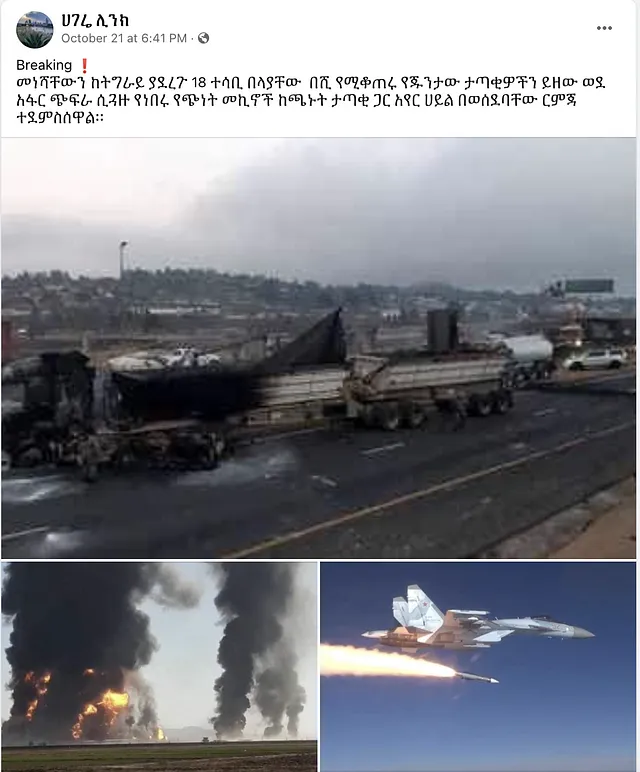 ሀገሬ ሊንክ
October 21 at 6:41 PM ·
Breaking ❗
መነሻቸውን ከትግራይ ያደረጉ 18 ተሳቢ በላያቸው በሺ የሚቆጠሩ የጁንታው ታጣቂዎችን ይዘው ወደ
አፋር ጭፍራ ሲጓዙ የነበሩ የጭነት መኪኖች ከጫኑት ታጣቂ ጋር አየር ሀይል በወሰደባቸው ርምጃ
ተደምስሰዋል።